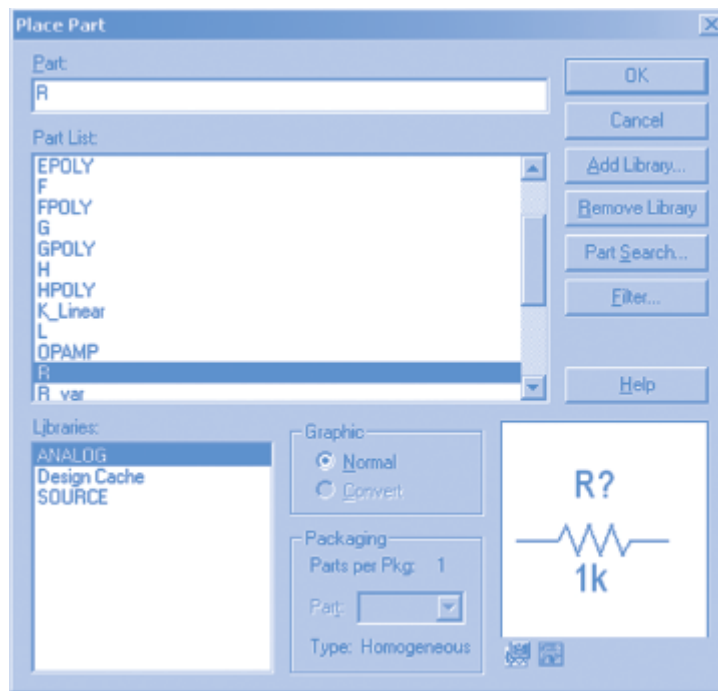 Place Part
Part:
R
OK
Cancel
Part List:
EPOLY
F
FPOLY
G
GPOLY
H
HPOLY
K_Linear
L
OPAMP
R
R_var
Add Library...
Remove Library
Part Search...
Filter...
Help
Libraries:
ANALOG
Design Cache
SOURCE
Graphic
Normal
Convert
Packaging
Parts per Pkg: 1
Part:
Type: Homogeneous
R?
1k